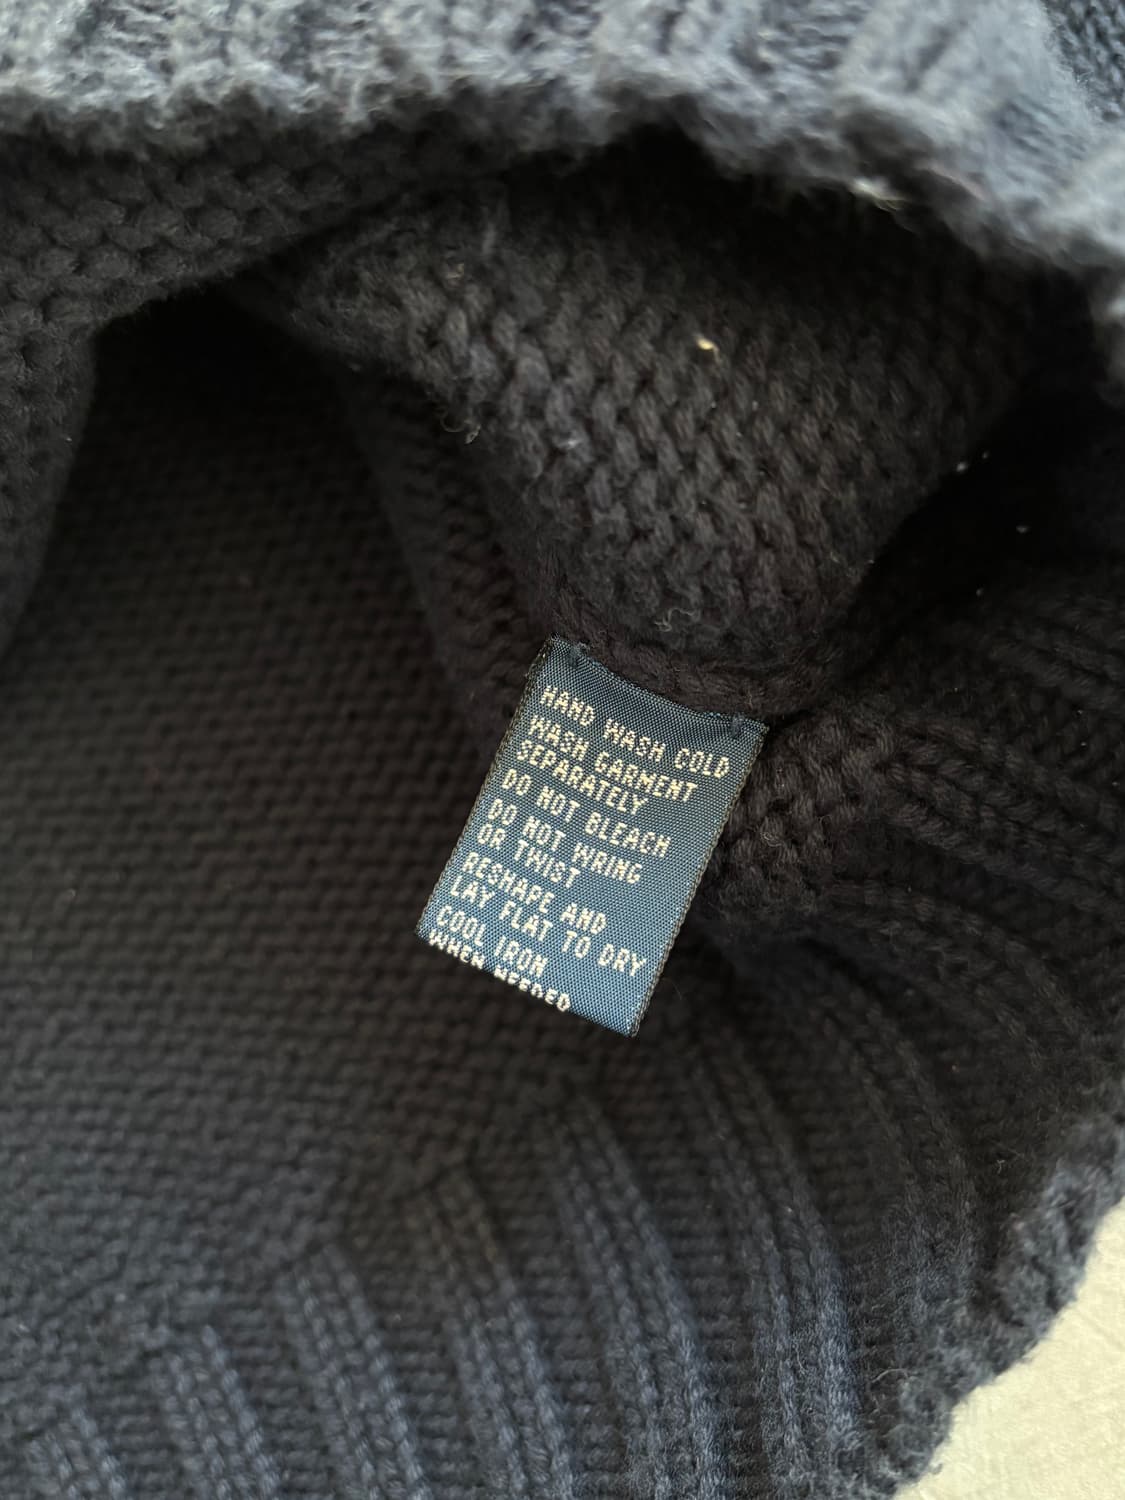 HAND WASH COLD
WASH GARMENT
SEPARATELY
DO NOT BLEACH
DO NOT WRING
OR TWIST
RESHAPE AND
LAY FLAT TO DRY
COOL IRON
WHEN NEEDED